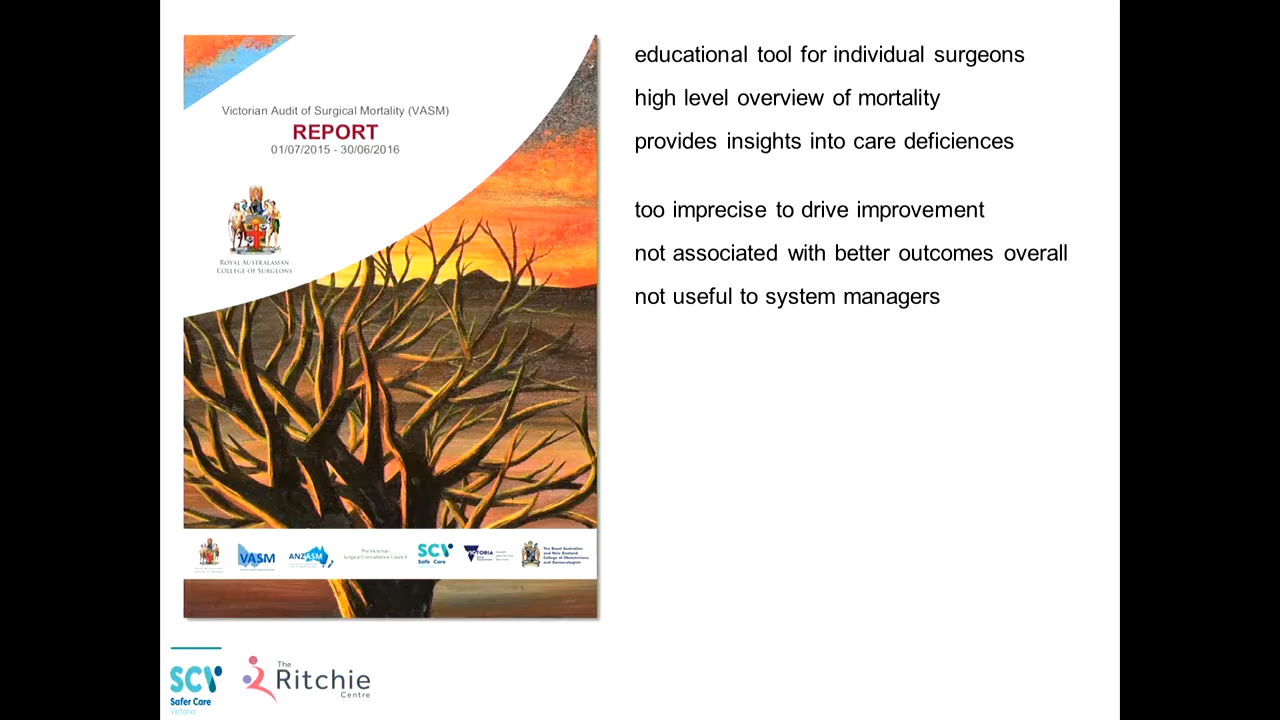 Victorian Audit of Surgical Mortality (VASM)
REPORT
01/07/2015 - 30/06/2016
ROYAL AUSTRALASIAN
COLLEGE OF SURGEONS
VASM
ANZASM
The Victorian
Surgical Consultative Council
SCV
Safe Care
VICTORIA
The Royal Australian
and New Zealand
College of Obstetricians
and Gynaecologists
educational tool for individual surgeons
high level overview of mortality
provides insights into care deficiences
too imprecise to drive improvement
not associated with better outcomes overall
not useful to system managers
SCV
Safer Care
Victoria
The
Ritchie
Centre